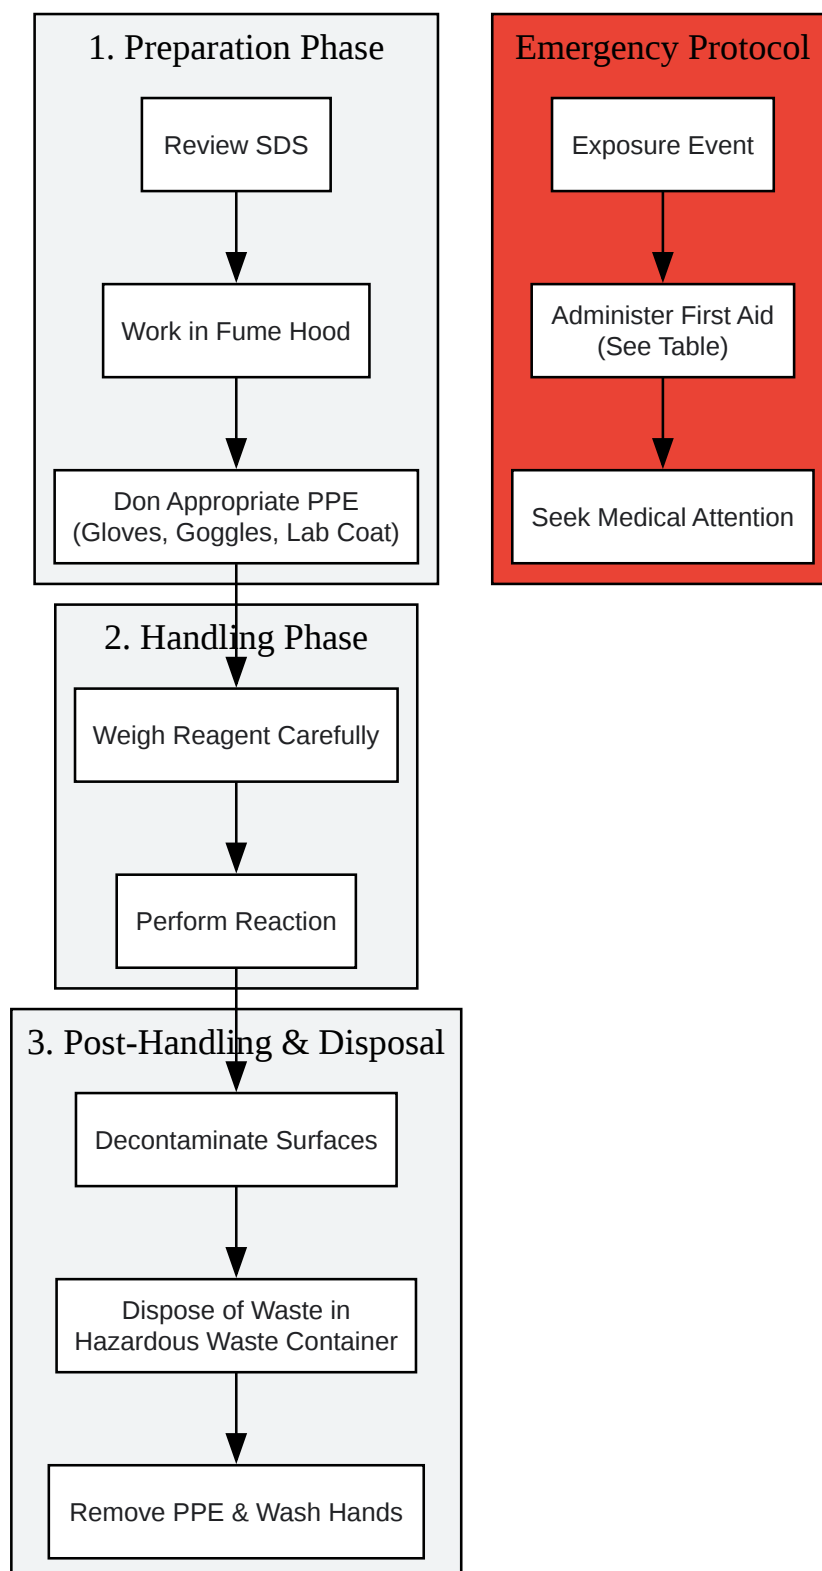 1. Preparation Phase
Review SDS
Work in Fume Hood
Don Appropriate PPE
(Gloves, Goggles, Lab Coat)
2. Handling Phase
Weigh Reagent Carefully
Perform Reaction
3. Post-Handling & Disposal
Decontaminate Surfaces
Dispose of Waste in
Hazardous Waste Container
Remove PPE & Wash Hands
Emergency Protocol
Exposure Event
Administer First Aid
(See Table)
Seek Medical Attention